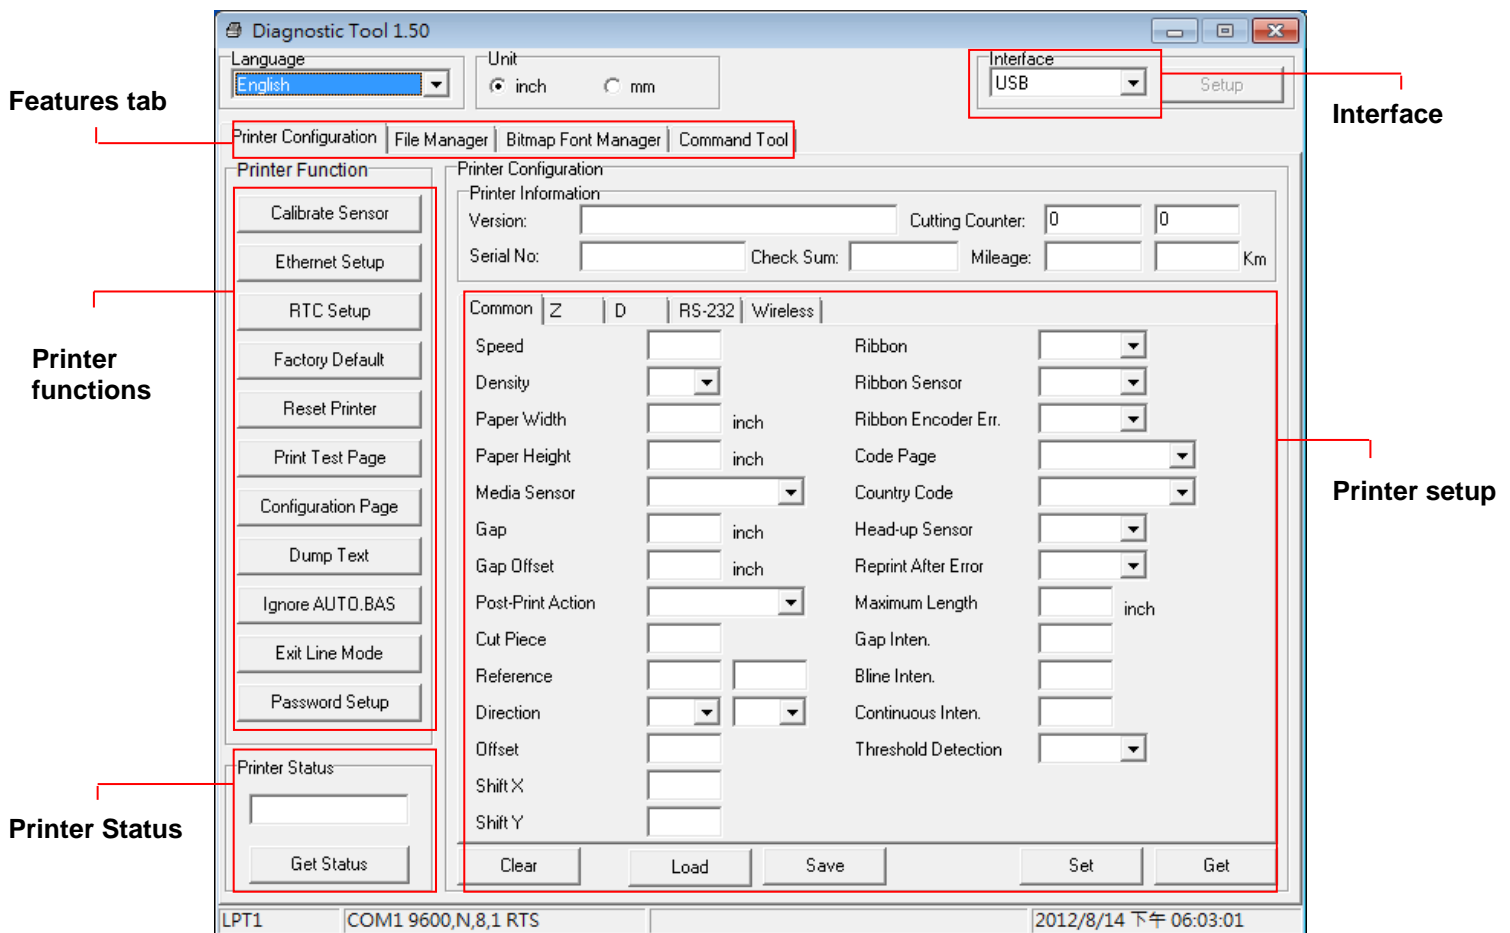 Diagnostic Tool 1.50
Language
Unit
Interface
English
inch
mm
USB
Setup
Features tab
Interface
Printer Configuration
File Manager
Bitmap Font Manager
Command Tool
Printer Function
Printer Configuration
Printer Information
Calibrate Sensor
Version:
Cutting Counter:
0
0
Ethernet Setup
Serial No:
Check Sum:
Mileage:
Km
RTC Setup
Common
Z
D
RS-232
Wireless
Printer functions
Factory Default
Reset Printer
Print Test Page
Configuration Page
Dump Text
Ignore AUTO.BAS
Exit Line Mode
Password Setup
Speed
Ribbon
Density
Ribbon Sensor
Paper Width
inch
Ribbon Encoder Err.
Paper Height
inch
Code Page
Media Sensor
Country Code
Gap
inch
Head-up Sensor
Gap Offset
inch
Reprint After Error
Post-Print Action
Maximum Length
inch
Cut Piece
Gap Inten.
Reference
Bline Inten.
Direction
Continuous Inten.
Offset
Threshold Detection
Shift X
Shift Y
Printer setup
Printer Status
Printer Status
Get Status
Clear
Load
Save
Set
Get
LPT1
COM1 9600,N,8,1 RTS
2012/8/14 下午 06:03:01